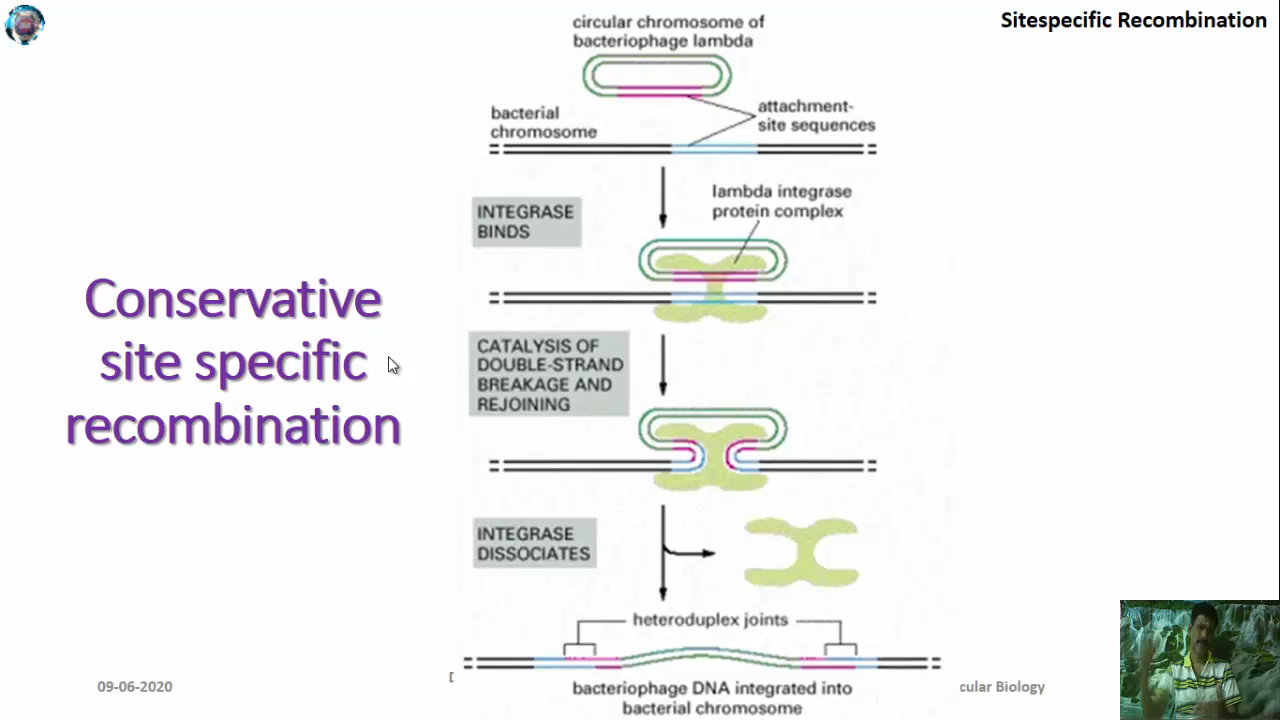 Sitespecific Recombination
circular chromosome of
bacteriophage lambda
bacterial
chromosome
attachment-
site sequences
lambda integrase
protein complex
INTEGRASE
BINDS
Conservative
site specific
recombination
CATALYSIS OF
DOUBLE-STRAND
BREAKAGE AND
REJOINING
INTEGRASE
DISSOCIATES
heteroduplex joints
bacteriophage DNA integrated into
bacterial chromosome
09-06-2020
cular Biology